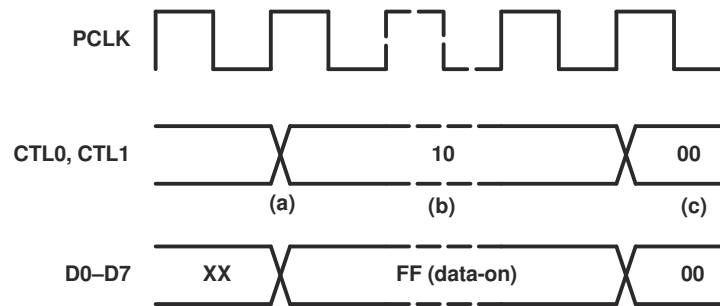 PCLK
CTL0, CTL1 10 00
(a) (b) (c)
D0–D7 XX FF (data-on) 00